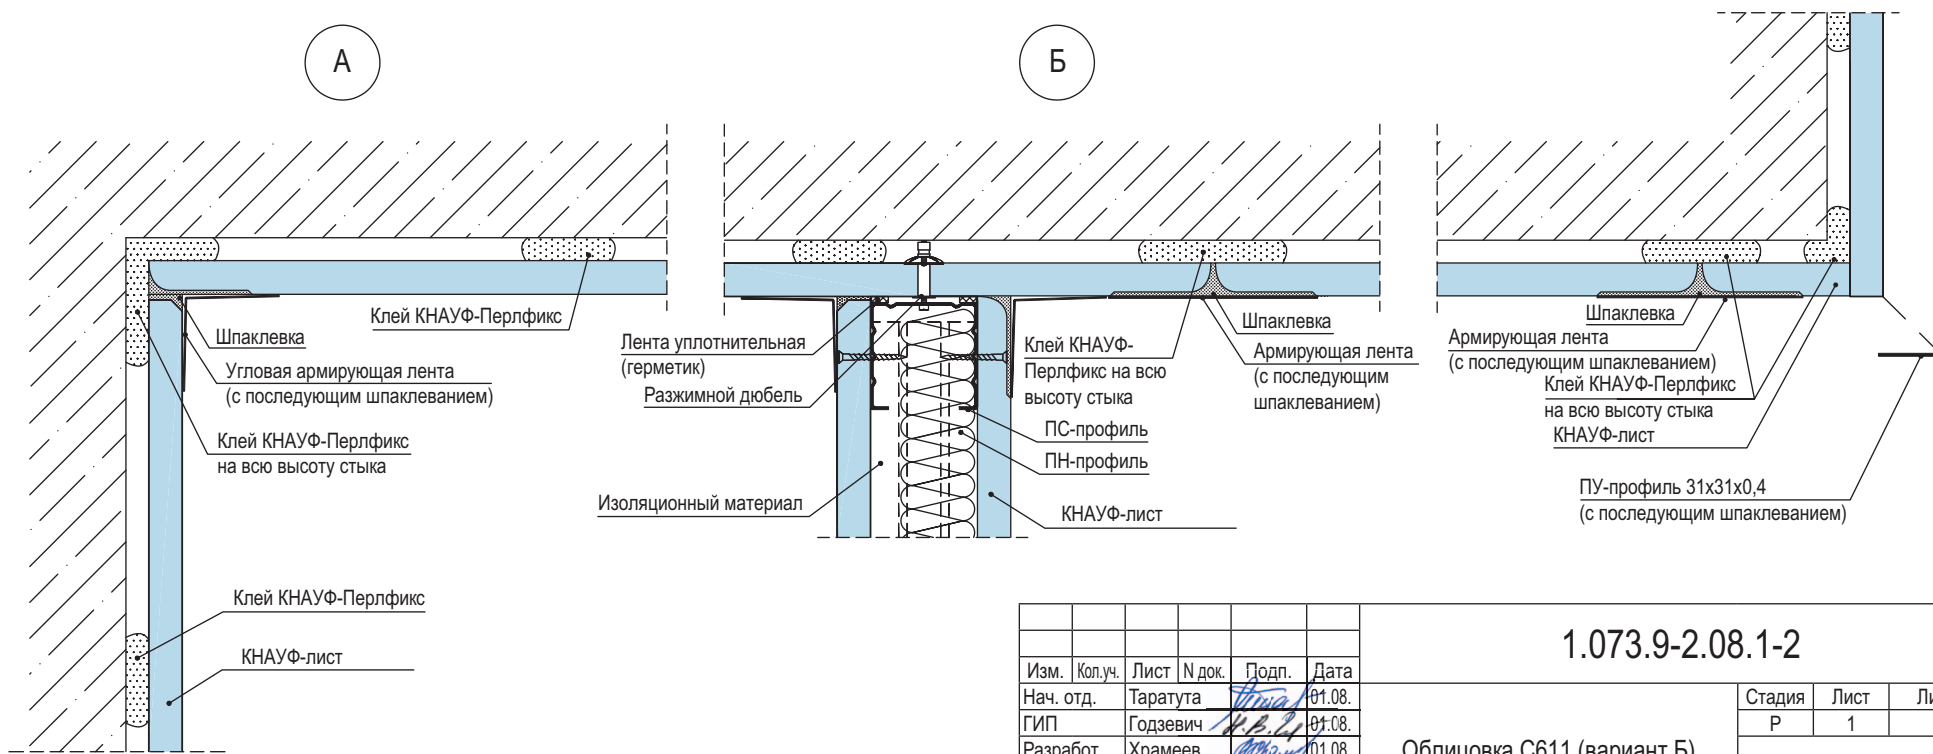 А
Б
Клей КНАУФ-Перлфикс
Шпаклевка
Угловая армирующая лента
(с последующим шпаклеванием)
Клей КНАУФ-Перлфикс
на всю высоту стыка
Клей КНАУФ-Перлфикс
КНАУФ-лист
Лента уплотнительная
(герметик)
Разжимной дюбель
Изоляционный материал
Клей КНАУФ-
Перлфикс на всю
высоту стыка
ПС-профиль
ПН-профиль
КНАУФ-лист
Шпаклевка
Армирующая лента
(с последующим
шпаклеванием)
Шпаклевка
Армирующая лента
(с последующим шпаклеванием)
Клей КНАУФ-Перлфикс
на всю высоту стыка
КНАУФ-лист
ПУ-профиль 31х31х0,4
(с последующим шпаклеванием)
1.073.9-2.08.1-2
Изм. Кол.уч. Лист N док. Подп. Дата
Нач. отд. Таратута 01.08.
ГИП Годзевич 01.08.
Разработ. Храмеев 01.08.
Облицовка С611 (вариант Б)
Стадия Лист
Р 1